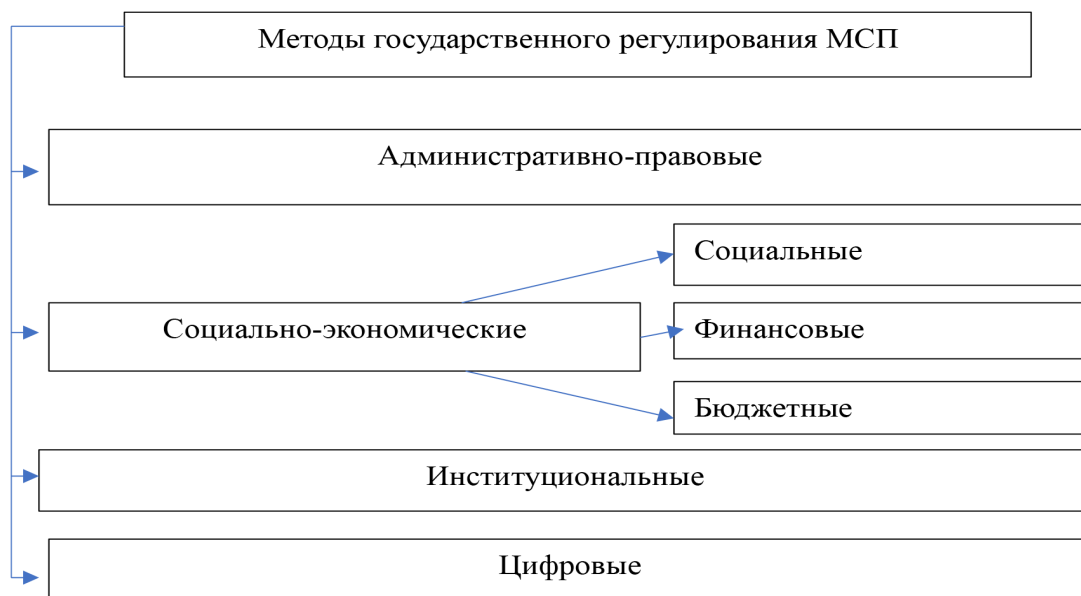 Методы государственного регулирования МСП
Административно-правовые
Социальные
Социально-экономические
Финансовые
Бюджетные
Институциональные
Цифровые